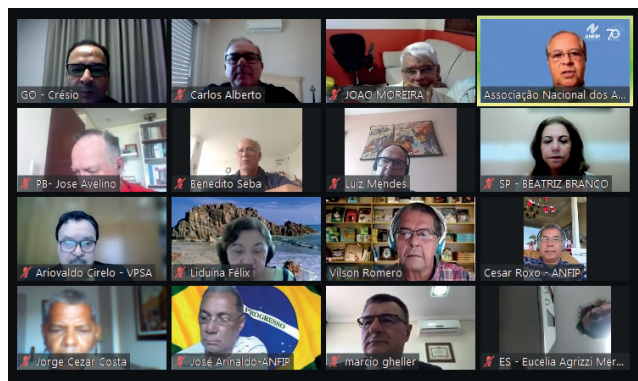 GO - Crésio
Carlos Alberto
JOAO MOREIRA
ANFIP 70
Associação Nacional dos A...
PB- Jose Avelino
Benedito Seba
Luiz Mendes
SP - BEATRIZ BRANCO
Ariovaldo Cirelo - VPSA
Liduina Félix
Vilson Romero
Cesar Roxo - ANFIP
Jorge Cezar Costa
PROGRESSO
José Arinaldo-ANFIP
marcio gheller
ES - Eucelia Agrizzi Mer...